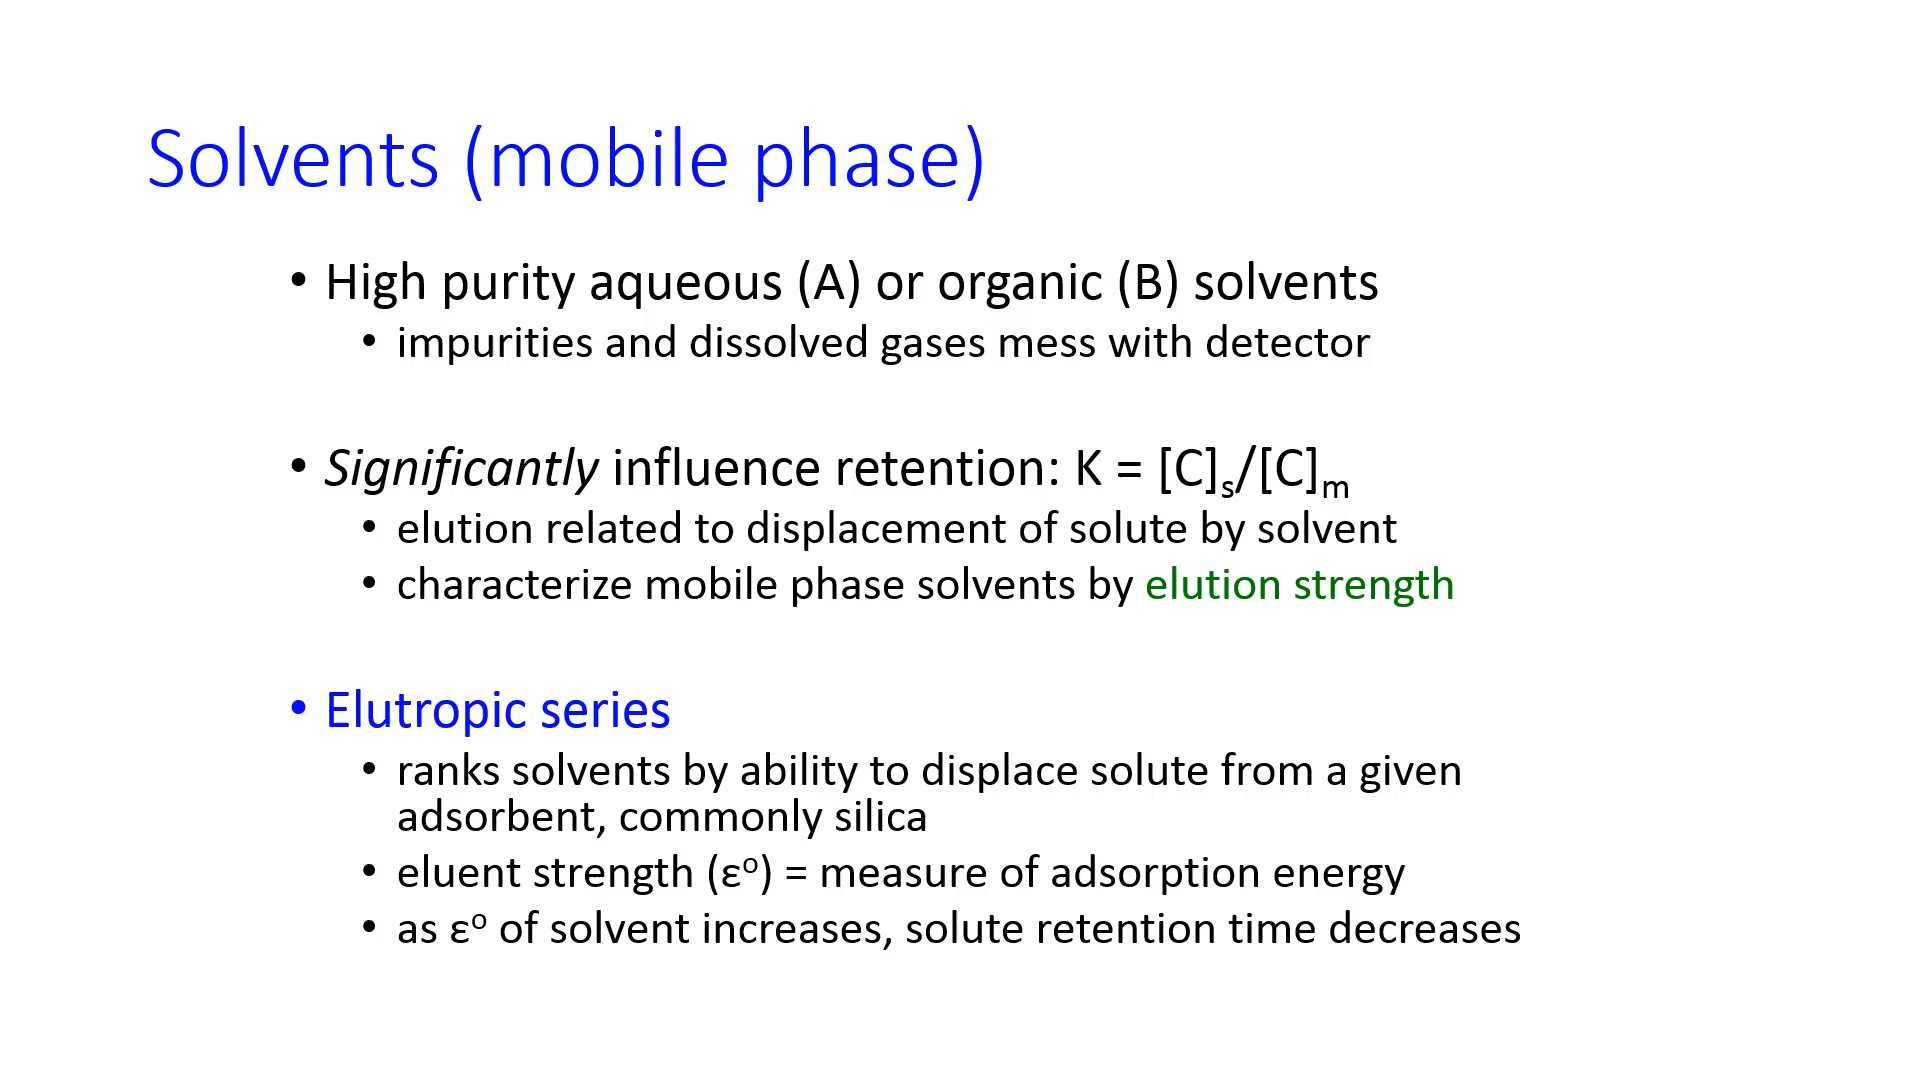 Solvents (mobile phase)
• High purity aqueous (A) or organic (B) solvents
• impurities and dissolved gases mess with detector
• Significantly influence retention: K = [C]s/[C]m
• elution related to displacement of solute by solvent
• characterize mobile phase solvents by elution strength
• Elutropic series
• ranks solvents by ability to displace solute from a given
adsorbent, commonly silica
• eluent strength (εᵒ) = measure of adsorption energy
• as εᵒ of solvent increases, solute retention time decreases